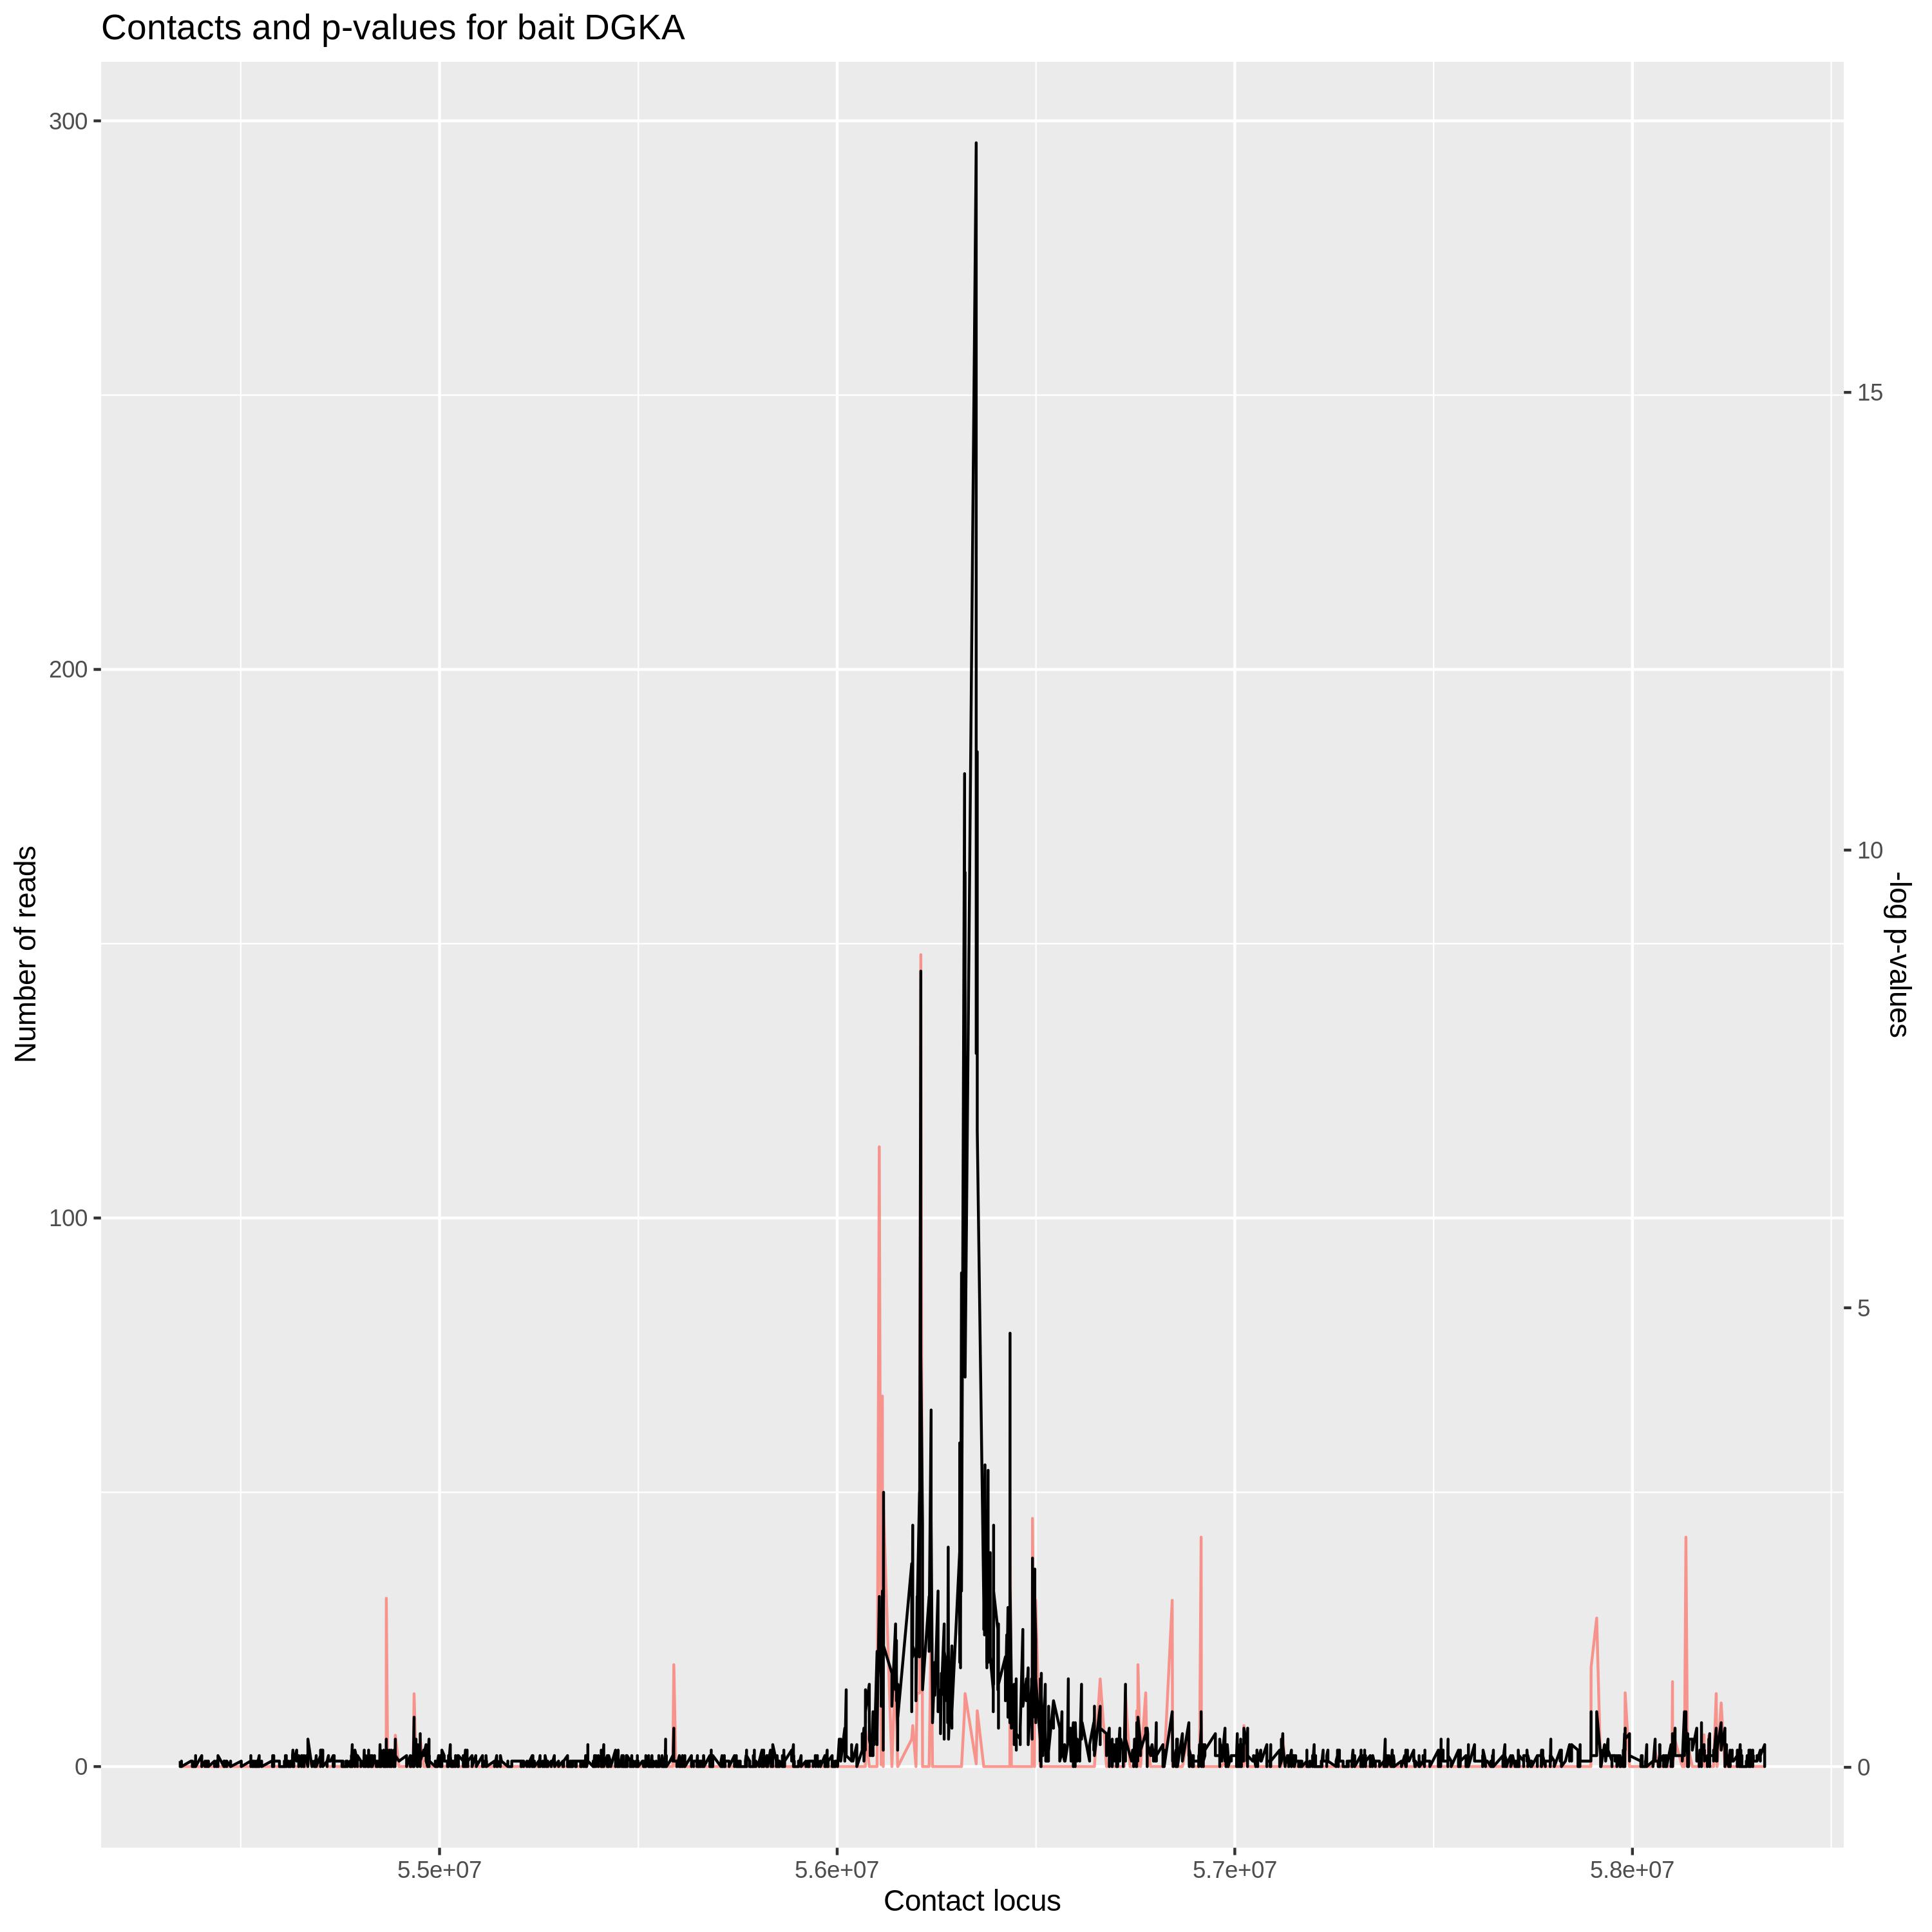 Contacts and p-values for bait DGKA
300
200
100
0
15
10
5
0
Number of reads
-log p-values
5.5e+07
5.6e+07
5.7e+07
5.8e+07
Contact locus